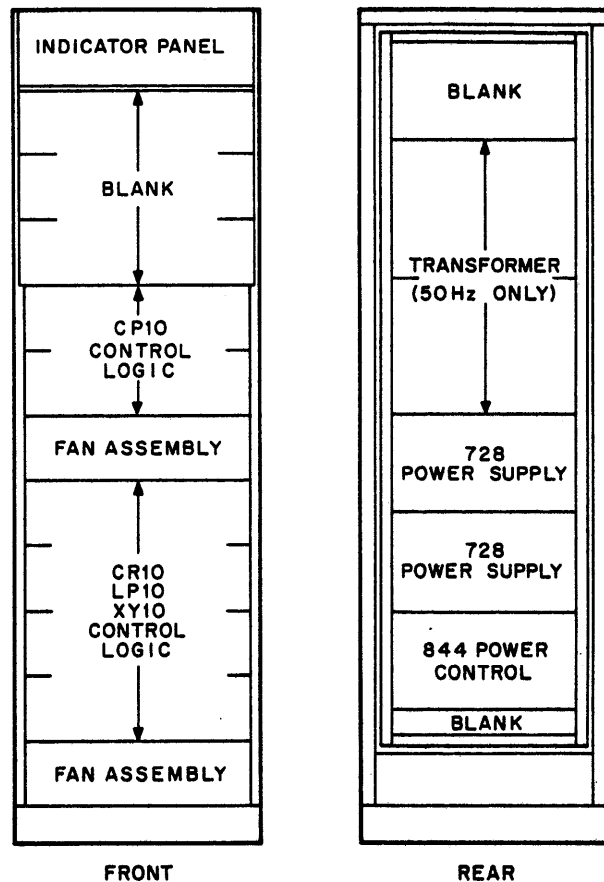 INDICATOR PANEL
BLANK
CP10
CONTROL
LOGIC
FAN ASSEMBLY
CR10
LP10
XY10
CONTROL
LOGIC
FAN ASSEMBLY
FRONT
BLANK
TRANSFORMER
(50Hz ONLY)
728
POWER SUPPLY
728
POWER SUPPLY
844 POWER
CONTROL
BLANK
REAR